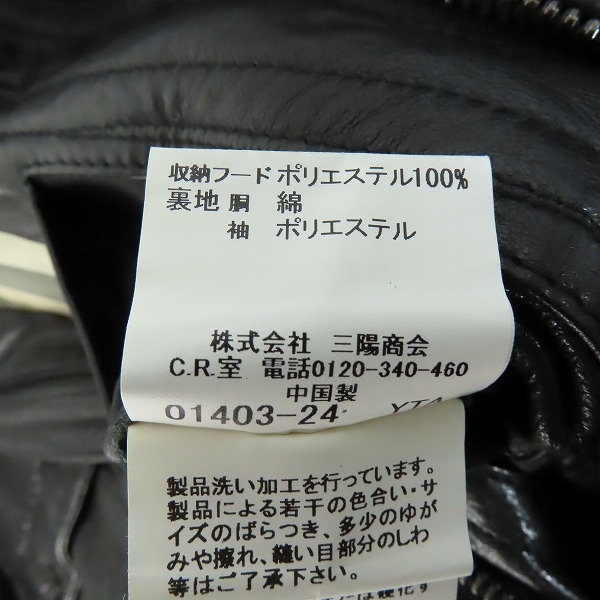 収納フード ポリエステル100%
裏地 胴 綿
袖 ポリエステル
株式会社 三陽商会
C.R.室 電話0120-340-460
中国製
01403-24
製品洗い加工を行っています。
製品による若干の色合い・サ
イズのばらつき、多少のゆが
みや擦れ、縫い目部分のしわ
等はご了承下さい。